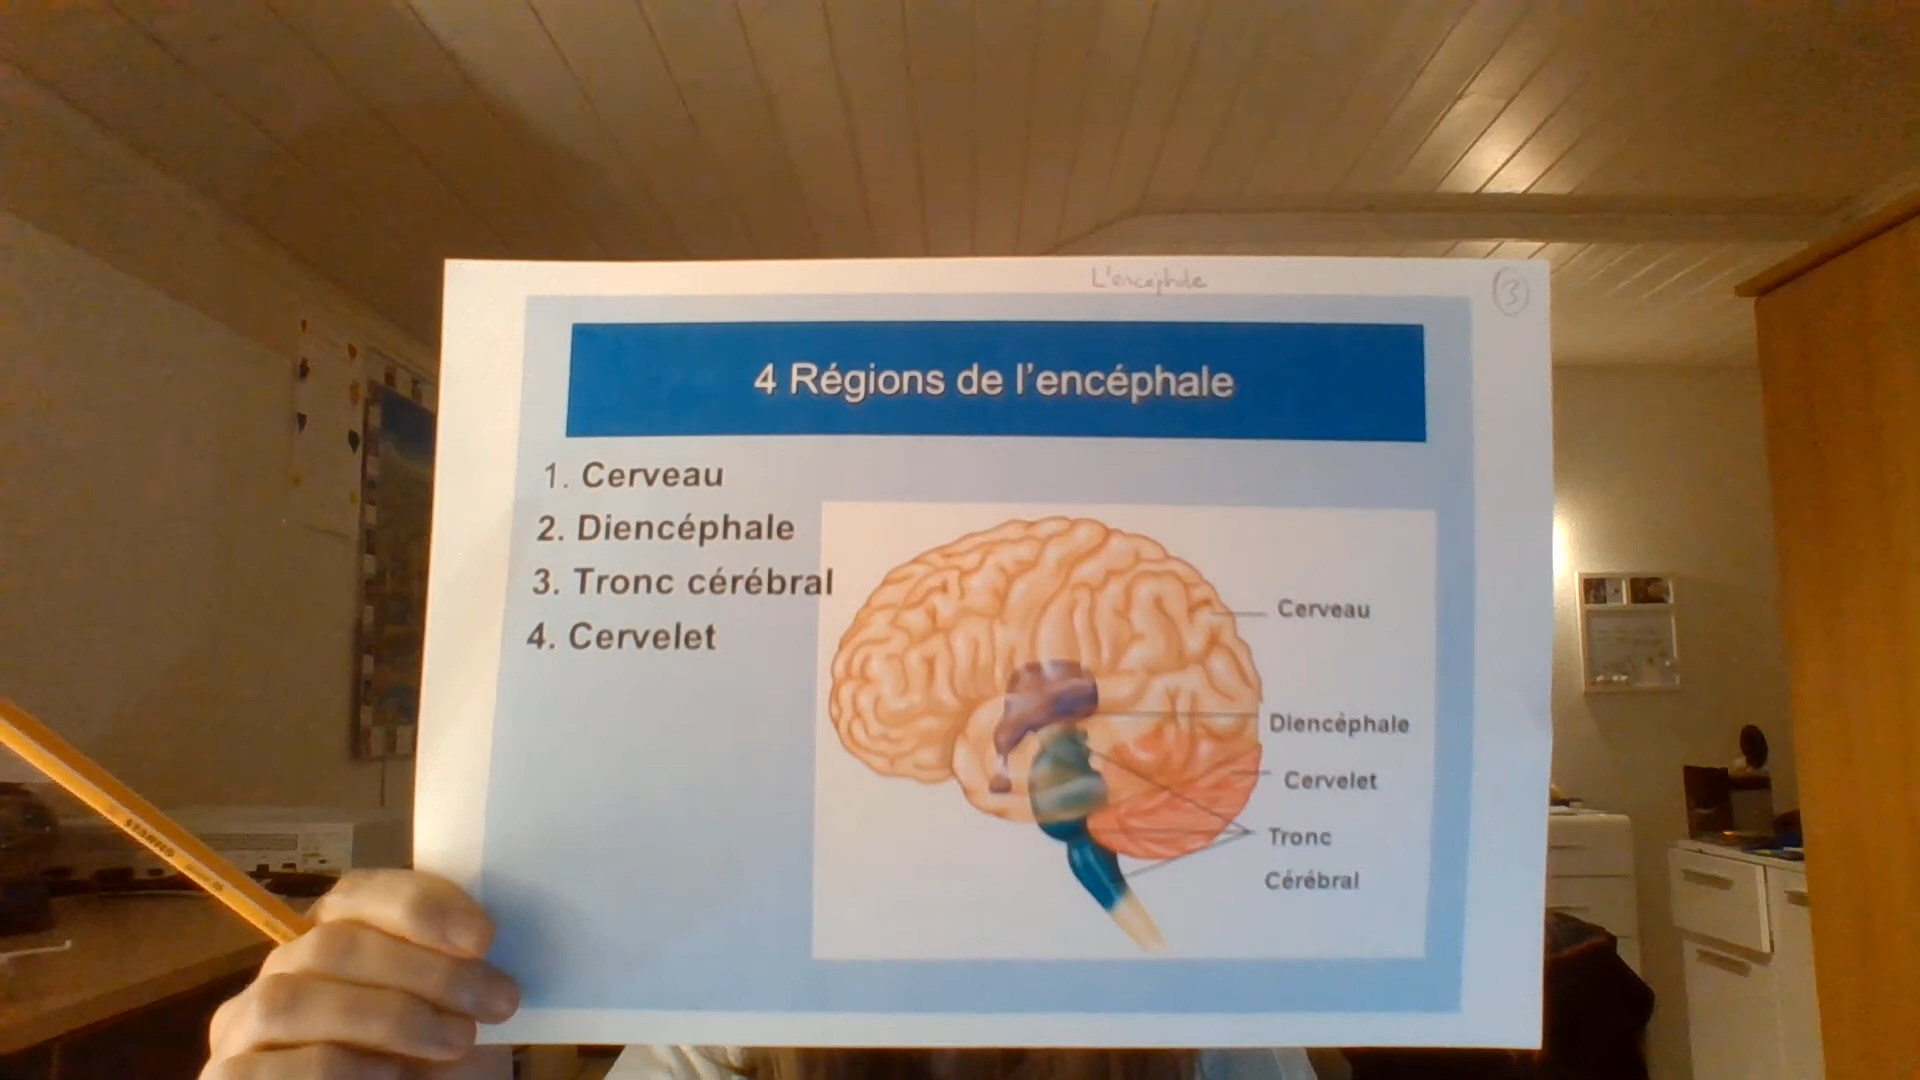 L'encéphale
3
4 Régions de l'encéphale
1. Cerveau
2. Diencéphale
3. Tronc cérébral
4. Cervelet
Cerveau
Diencéphale
Cervelet
Tronc
Cérébral